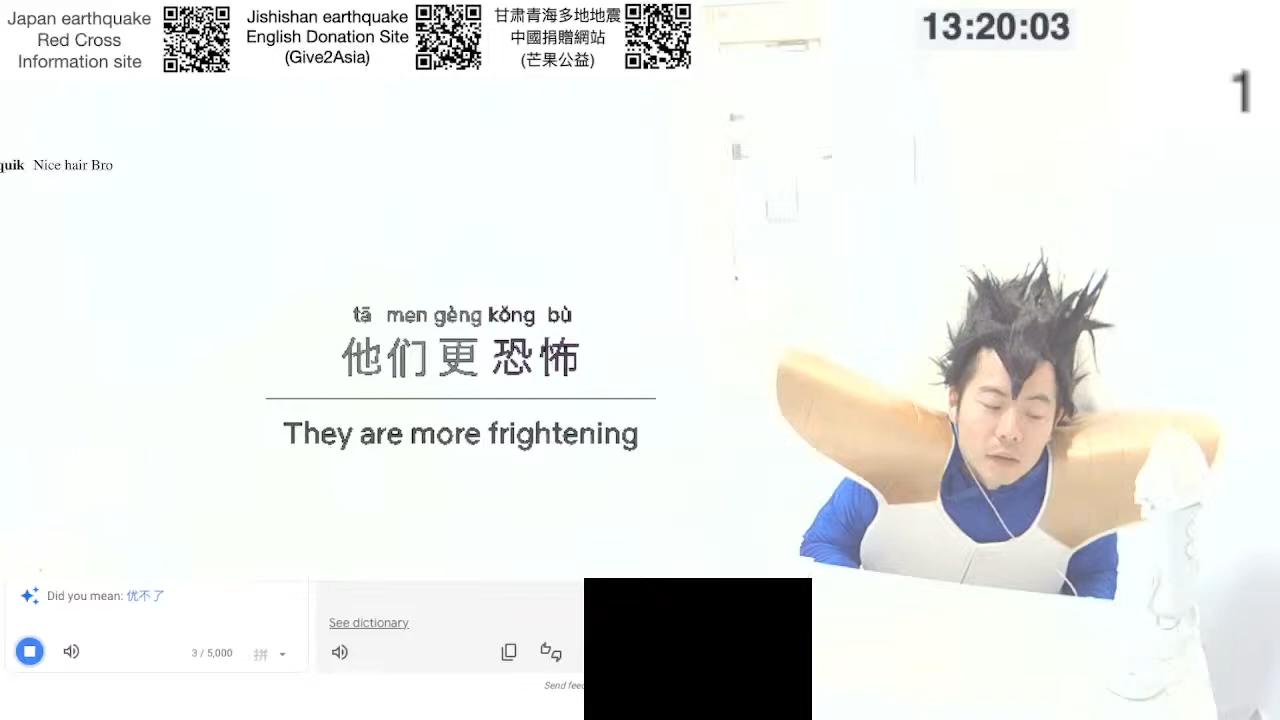 Japan earthquake
Red Cross
Information site
Jishishan earthquake
English Donation Site
(Give2Asia)
甘肅青海多地地震
中國捐贈網站
(芒果公益)
13:20:03
1
quik Nice hair Bro
tā men gèng kǒng bù
他们更恐怖
They are more frightening
Did you mean: 优不了
3 / 5,000
拼
See dictionary
Send feed